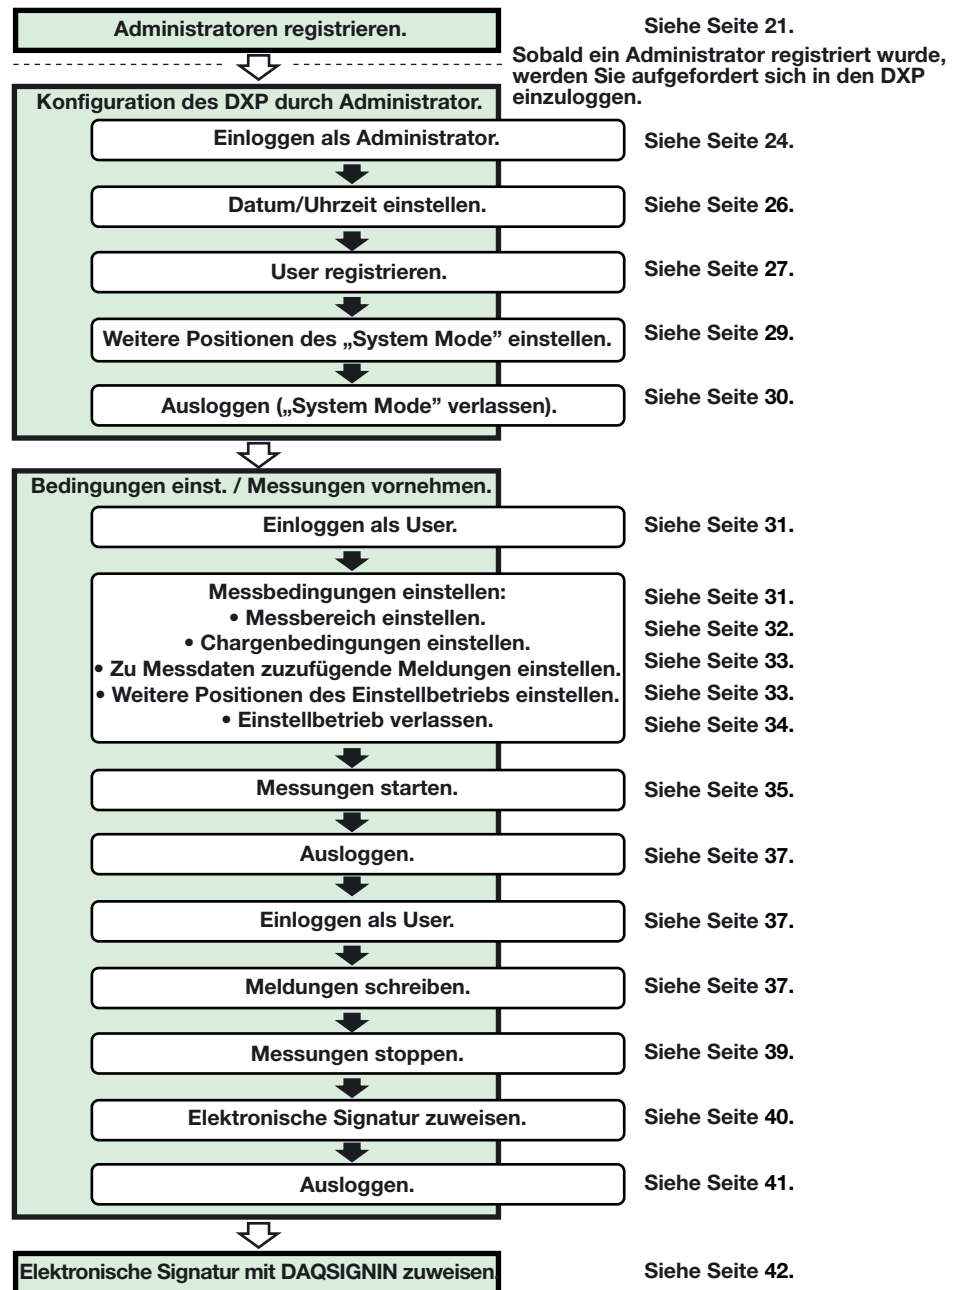 Administratoren registrieren.
Siehe Seite 21.
Sobald ein Administrator registriert wurde,
werden Sie aufgefordert sich in den DXP
einzuloggen.
Konfiguration des DXP durch Administrator.
Einloggen als Administrator.
Siehe Seite 24.
Datum/Uhrzeit einstellen.
Siehe Seite 26.
User registrieren.
Siehe Seite 27.
Weitere Positionen des „System Mode” einstellen.
Siehe Seite 29.
Ausloggen („System Mode” verlassen).
Siehe Seite 30.
Bedingungen einst. / Messungen vornehmen.
Einloggen als User.
Siehe Seite 31.
Messbedingungen einstellen:
• Messbereich einstellen.
Siehe Seite 31.
• Chargenbedingungen einstellen.
Siehe Seite 32.
• Zu Messdaten zuzufügende Meldungen einstellen.
Siehe Seite 33.
• Weitere Positionen des Einstellbetriebs einstellen.
Siehe Seite 33.
• Einstellbetrieb verlassen.
Siehe Seite 34.
Messungen starten.
Siehe Seite 35.
Ausloggen.
Siehe Seite 37.
Einloggen als User.
Siehe Seite 37.
Meldungen schreiben.
Siehe Seite 37.
Messungen stoppen.
Siehe Seite 39.
Elektronische Signatur zuweisen.
Siehe Seite 40.
Ausloggen.
Siehe Seite 41.
Elektronische Signatur mit DAQSIGNIN zuweisen.
Siehe Seite 42.